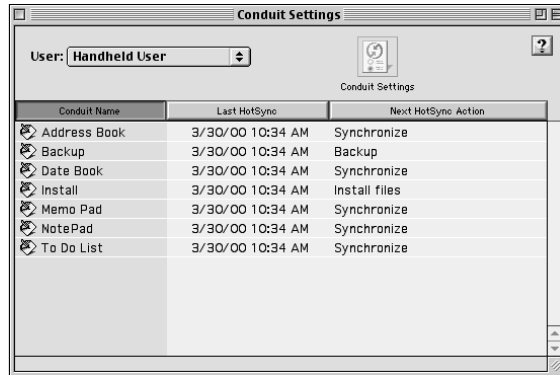 Conduit Settings
User: Handheld User
?
Conduit Settings
Conduit Name Last HotSync Next HotSync Action
Address Book 3/30/00 10:34 AM Synchronize
Backup 3/30/00 10:34 AM Backup
Date Book 3/30/00 10:34 AM Synchronize
Install 3/30/00 10:34 AM Install files
Memo Pad 3/30/00 10:34 AM Synchronize
NotePad 3/30/00 10:34 AM Synchronize
To Do List 3/30/00 10:34 AM Synchronize